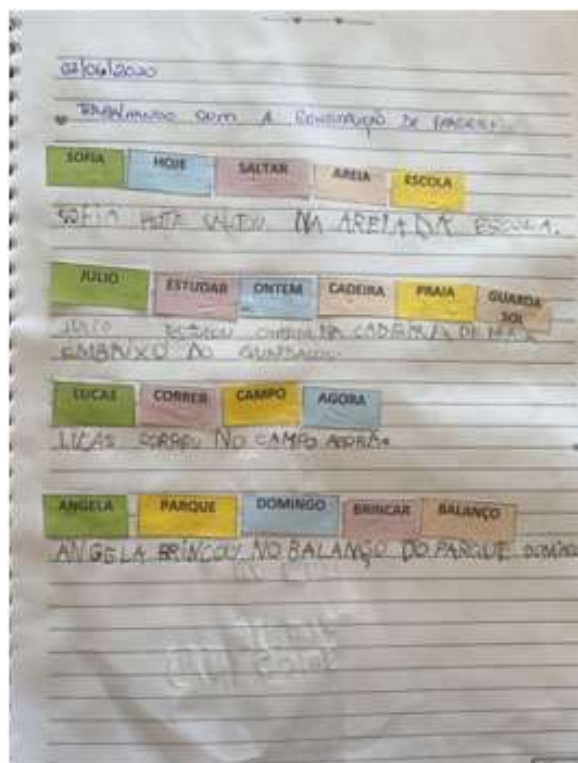 02/06/2020
TRABALHANDO COM A CONSTRUÇÃO DE FRASES.
SOFIA HOJE SALTAR AREIA ESCOLA
SOFIA HOJE SALTOU NA AREIA DA ESCOLA.
JULIO ESTUDAR ONTEM CADEIRA PRAIA GUARDA SOL
JULIO ONTEM NA CADEIRA DE
EMBAIXO DO
LUCAS CORRER CAMPO AGORA
LUCAS CORREU NO CAMPO AGORA.
ANGELA PARQUE DOMINGO BRINCAR BALANÇO
ANGELA BRINCOU NO BALANÇO DO PARQUE DOMINGO